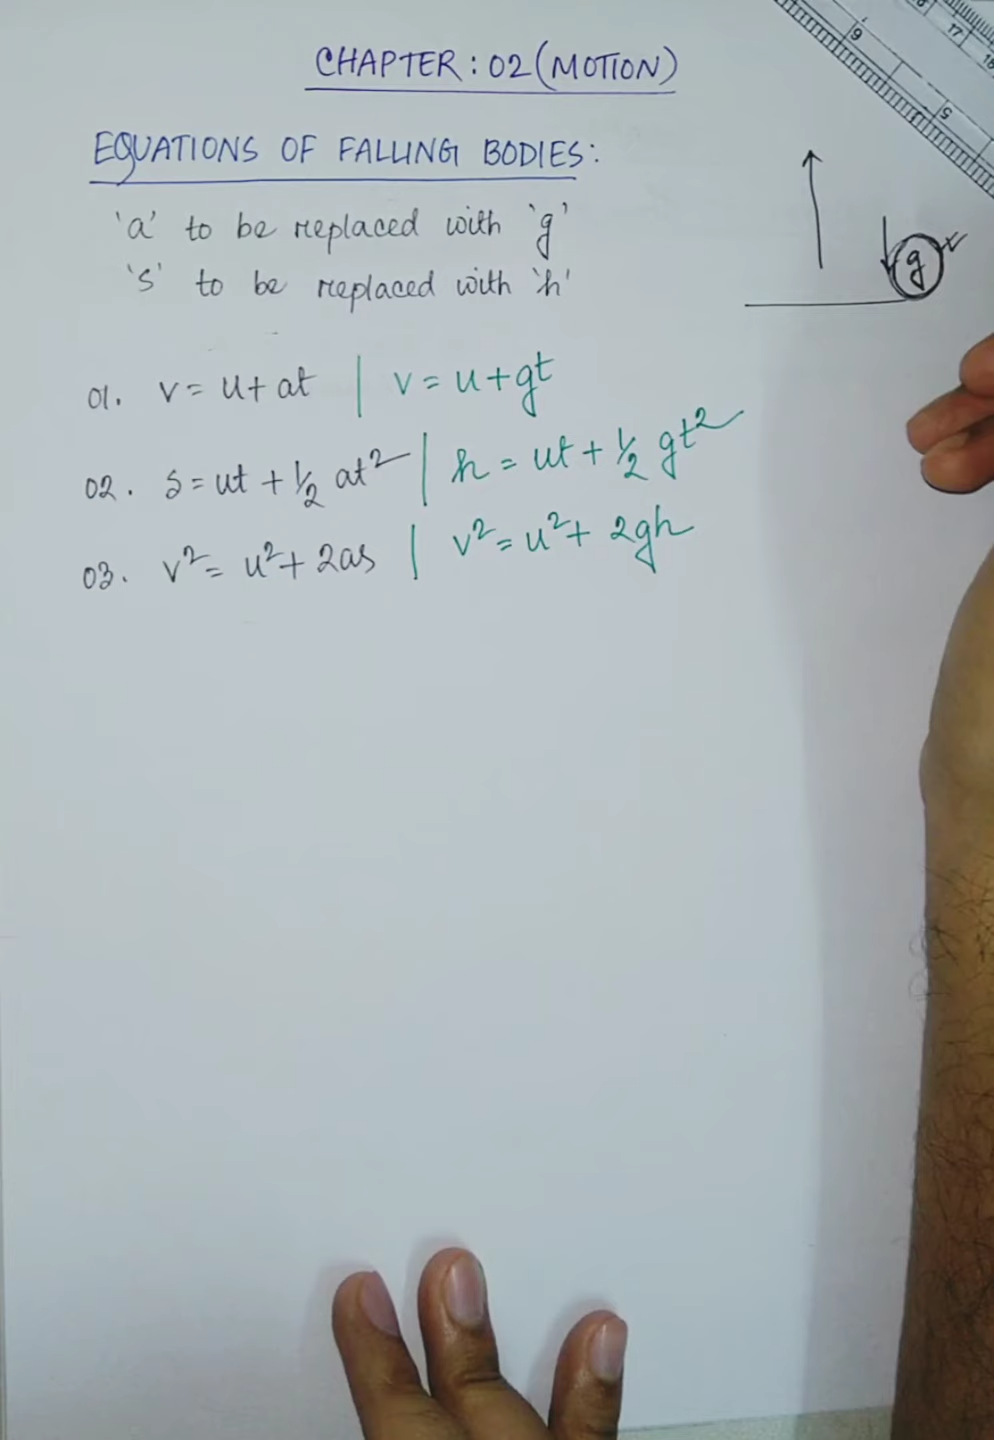 CHAPTER : 02 (MOTION)
EQUATIONS OF FALLING BODIES :
'a' to be replaced with 'g'
's' to be replaced with 'h'
g
01. v = u + at | v = u + gt
02. s = ut + 1/2 at² | h = ut + 1/2 gt²
03. v² = u² + 2as | v² = u² + 2gh